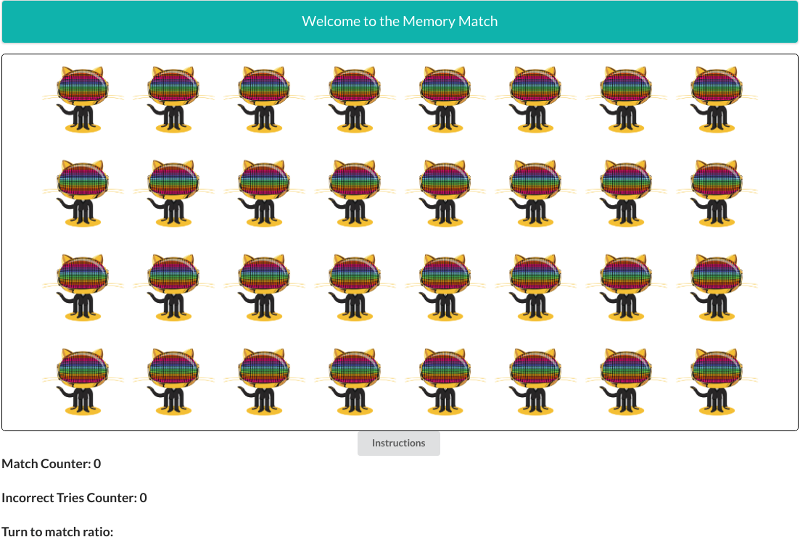 Welcome to the Memory Match
Instructions
Match Counter: 0
Incorrect Tries Counter: 0
Turn to match ratio: